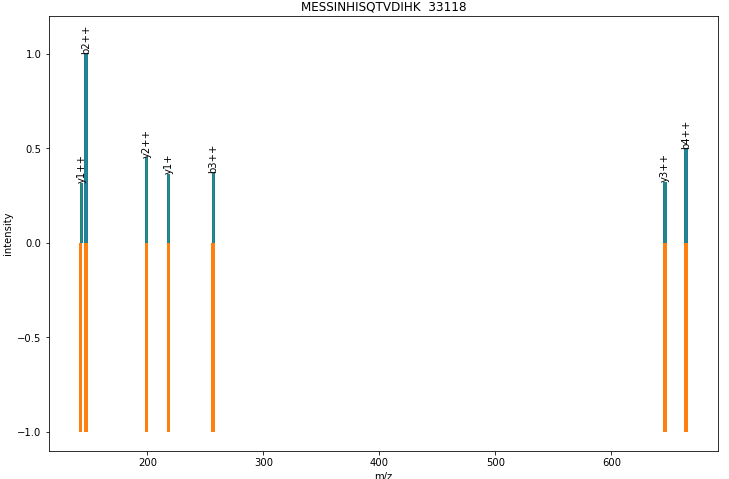 MESSINHISQTVDIHK 33118
intensity
1.0
0.5
0.0
−0.5
−1.0
y1++
b2++
y2++
y1+
b3++
y3++
b4++
200
300
400
500
600
m/z